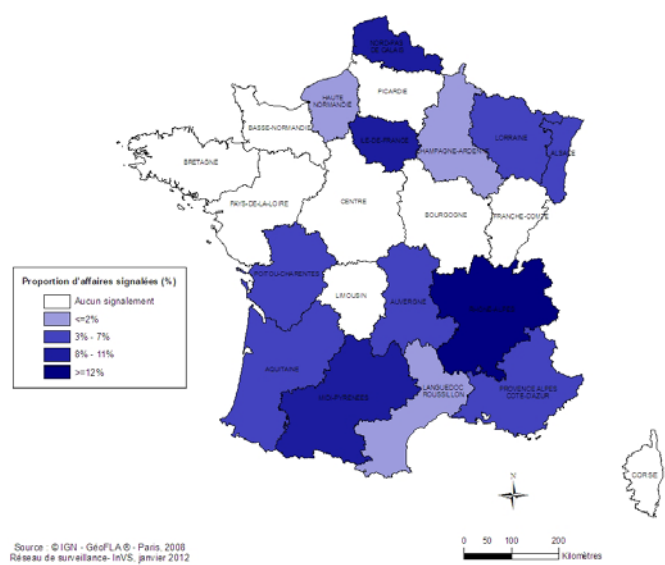 NORD-PAS
DE CALAIS
PICARDIE
HAUTE
NORMANDIE
BASSE-NORMANDIE
ILE-DE-FRANCE
CHAMPAGNE-ARDENNE
LORRAINE
ALSACE
BRETAGNE
PAYS-DE-LA-LOIRE
CENTRE
BOURGOGNE
FRANCHE-COMTE
POITOU-CHARENTES
LIMOUSIN
AUVERGNE
AQUITAINE
MIDI-PYRENEES
LANGUEDOC
ROUSSILLON
PROVENCE ALPES
COTE-D'AZUR
CORSE
Proportion d'affaires signalées (%)
Aucun signalement
<=2%
3% - 7%
8% - 11%
>=12%
N
0 50 100 200
Kilomètres
Source : © IGN - GéoFLA ® - Paris, 2008
Réseau de surveillance- InVS, janvier 2012